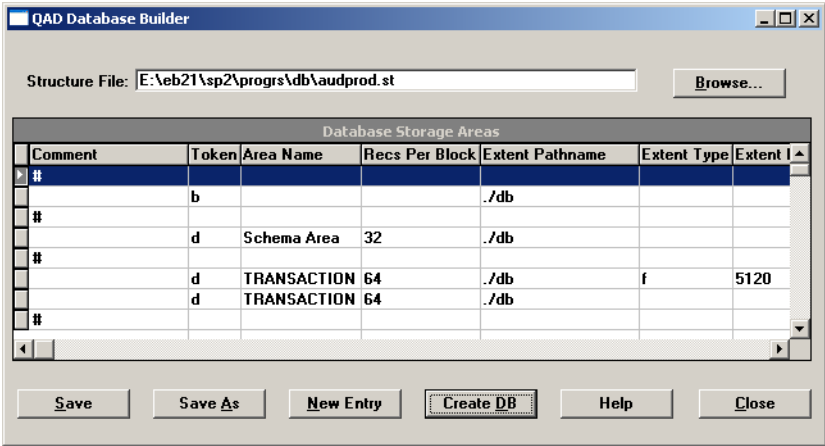 QAD Database Builder
Structure File: E:\eb21\sp2\progrs\db\audprod.st Browse...
Database Storage Areas
Comment Token Area Name Recs Per Block Extent Pathname Extent Type Extent
#
b ./db
#
d Schema Area 32 ./db
#
d TRANSACTION 64 ./db f 5120
d TRANSACTION 64 ./db
#
Save Save As New Entry Create DB Help Close